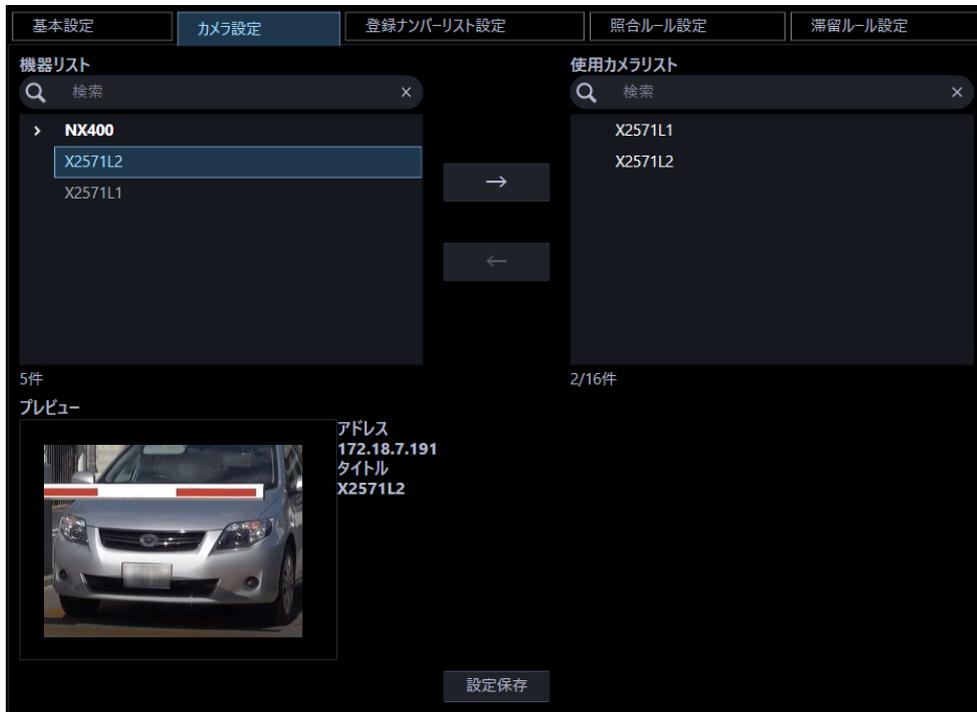 基本設定
カメラ設定
登録ナンバーリスト設定
照合ルール設定
滞留ルール設定
機器リスト
検索
NX400
X2571L2
X2571L1
5件
→
←
使用カメラリスト
検索
X2571L1
X2571L2
2/16件
プレビュー
アドレス
172.18.7.191
タイトル
X2571L2
設定保存